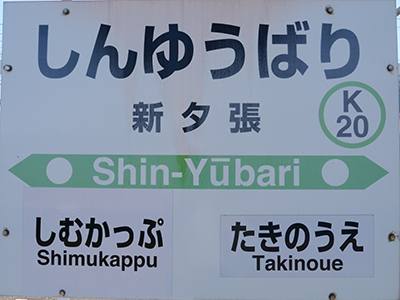 しんゆうばり
新夕張
K
20
Shin-Yūbari
しむかっぷ
Shimukappu
たきのうえ
Takinoue